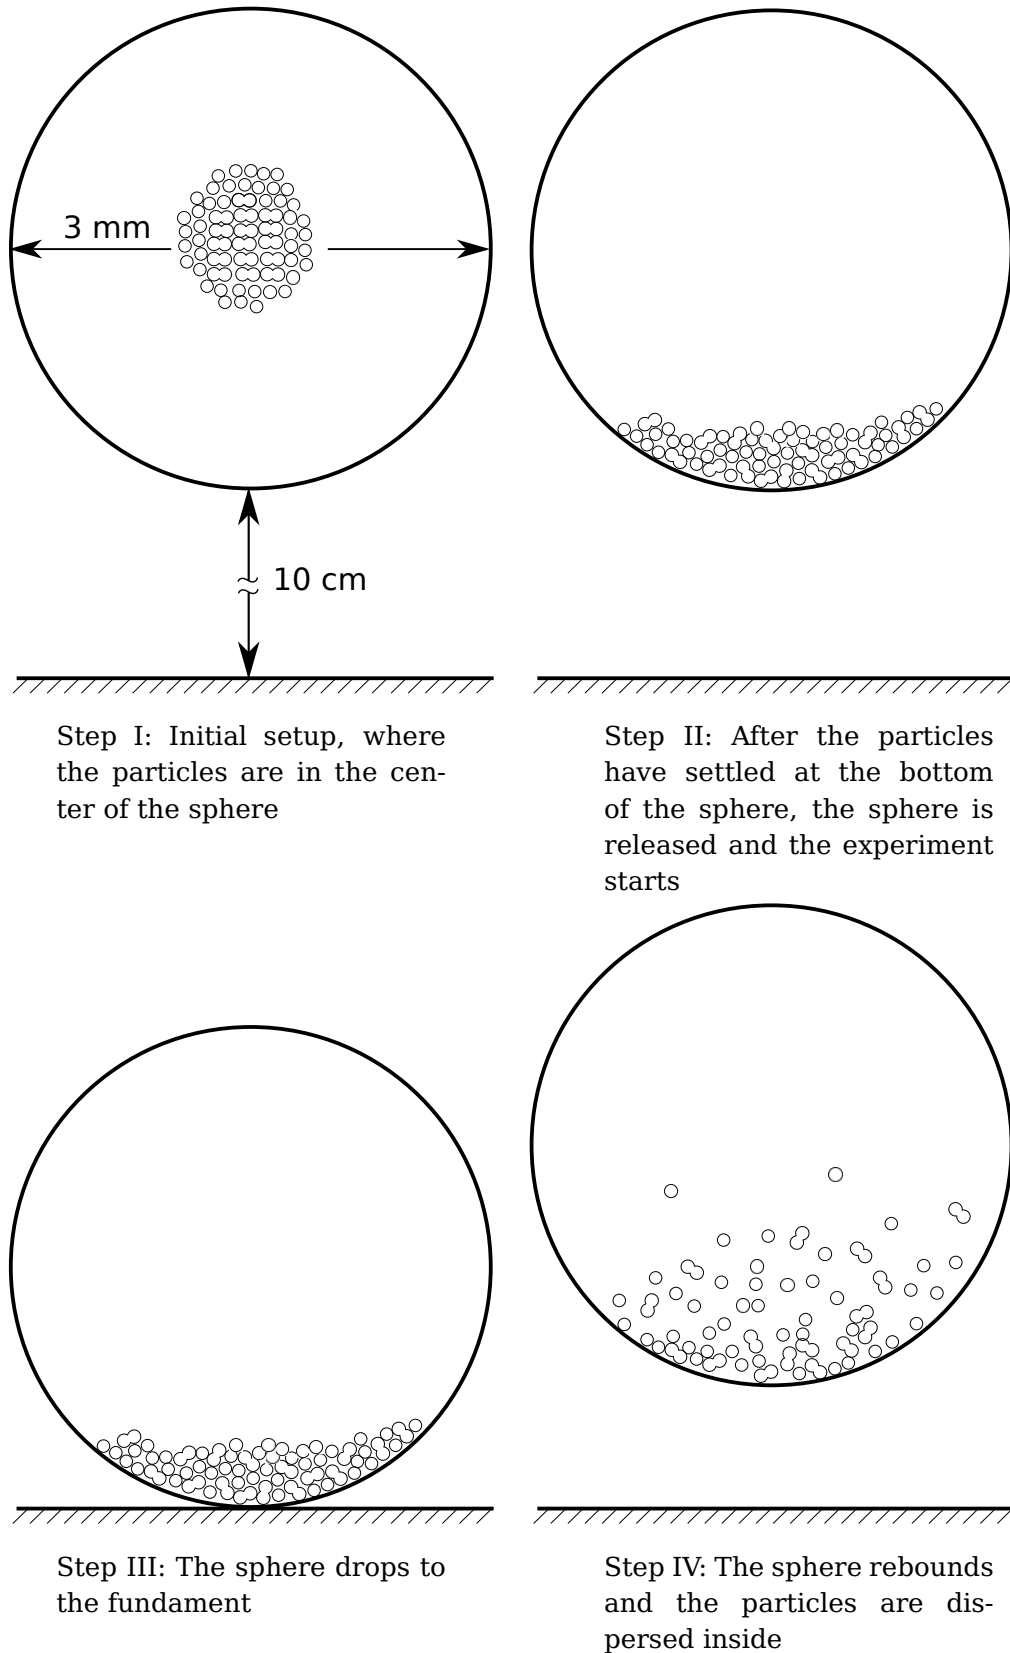 3 mm
10 cm
Step I: Initial setup, where
the particles are in the cen-
ter of the sphere
Step II: After the particles
have settled at the bottom
of the sphere, the sphere is
released and the experiment
starts
Step III: The sphere drops to
the fundament
Step IV: The sphere rebounds
and the particles are dis-
persed inside